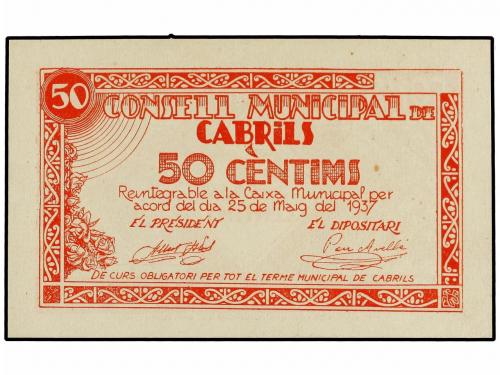 50
CONSELL MUNICIPAL DE
CABRILS
50 CÈNTIMS
Reintegrable a la Caixa Municipal per
acord del dia 25 de Maig del 1937
EL PRESIDENT EL DIPOSITARI
DE CURS OBLIGATORI PER TOT EL TERME MUNICIPAL DE CABRILS